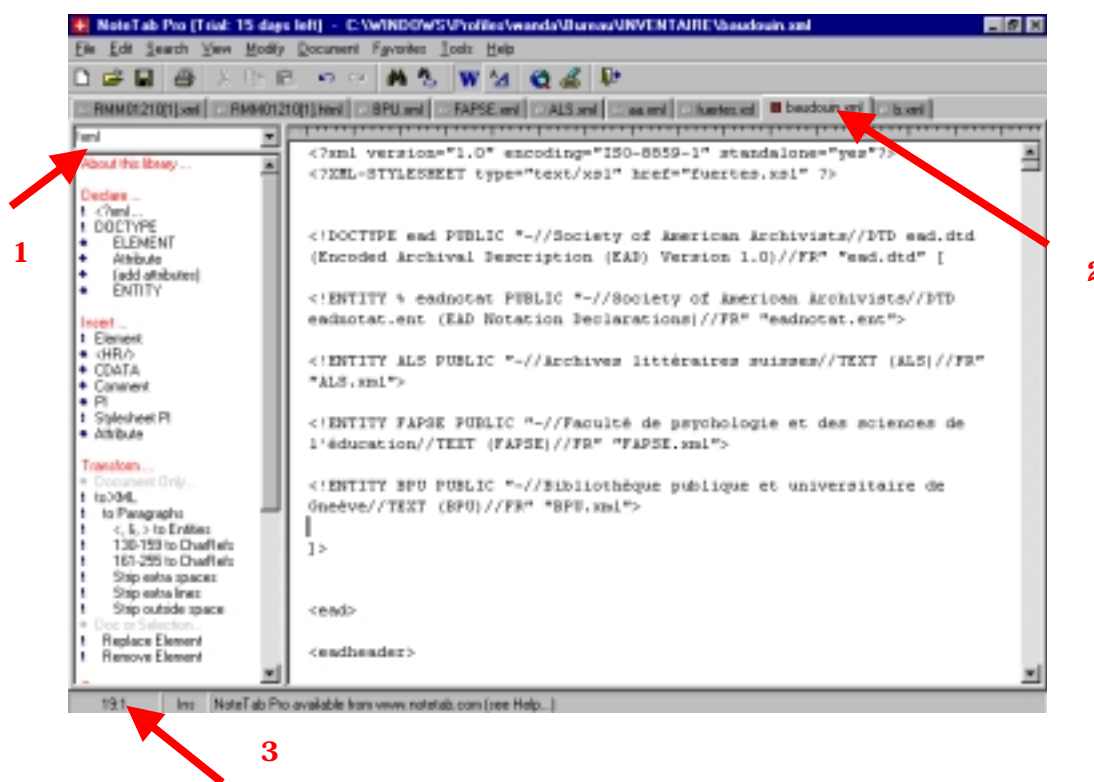 NoteTab Pro (Trial: 15 days left) - C:\WINDOWS\Profiles\wanda\Bureau\INVENTAIRE\baudouin.xml
File Edit Search View Modify Document Favorites Tools Help
RMM01210[1].xml RMM01210[1].html BPU.xml FAPSE.xml ALS.xml aa.xml fuertes.xsl baudouin.xml b.xml
xml
About this library ...
Declare ...
<?xml ...
DOCTYPE
ELEMENT
Attribute
(add attributes)
ENTITY
Insert ...
Element
<HR/>
CDATA
Comment
PI
Stylesheet PI
Attribute
Transform ...
Document Only...
to XML
to Paragraphs
<, &, > to Entities
130-159 to CharRefs
161-255 to CharRefs
Strip extra spaces
Strip extra lines
Strip outside space
Doc or Selection...
Replace Element
Remove Element
<?xml version="1.0" encoding="ISO-8859-1" standalone="yes"?>
<?XML-STYLESHEET type="text/xsl" href="fuertes.xsl" ?>
<!DOCTYPE ead PUBLIC "-//Society of American Archivists//DTD ead.dtd
(Encoded Archival Description (EAD) Version 1.0)//FR" "ead.dtd" [
<!ENTITY % eadnotat PUBLIC "-//Society of American Archivists//DTD
eadnotat.ent (EAD Notation Declarations)//FR" "eadnotat.ent">
<!ENTITY ALS PUBLIC "-//Archives littéraires suisses//TEXT (ALS)//FR"
"ALS.xml">
<!ENTITY FAPSE PUBLIC "-//Faculté de psychologie et des sciences de
l'éducation//TEXT (FAPSE)//FR" "FAPSE.xml">
<!ENTITY BPU PUBLIC "-//Bibliothèque publique et universitaire de
Gneève//TEXT (BPU)//FR" "BPU.xml">
]>
<ead>
<eadheader>
19:1 Ins NoteTab Pro available from www.notetab.com (see Help...)
1
2
3